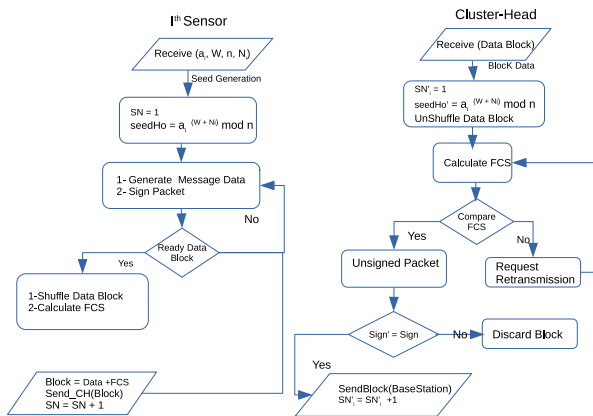 Iᵗʰ Sensor
Receive (aᵢ, W, n, Nᵢ)
Seed Generation
SN = 1
seedHo = aᵢ ^(W + Ni) mod n
1- Generate Message Data
2- Sign Packet
No
Ready Data
Block
Yes
1-Shuffle Data Block
2-Calculate FCS
Block = Data +FCS
Send_CH(Block)
SN = SN + 1
Cluster-Head
Receive (Data Block)
BlocK Data
SN'ᵢ = 1
seedHo' = aᵢ ^(W + Ni) mod n
UnShuffle Data Block
Calculate FCS
Compare
FCS
Yes
No
Unsigned Packet
Request
Retransmission
Sign' = Sign
No
Discard Block
Yes
SendBlock(BaseStation)
SN'ᵢ = SN'ᵢ +1